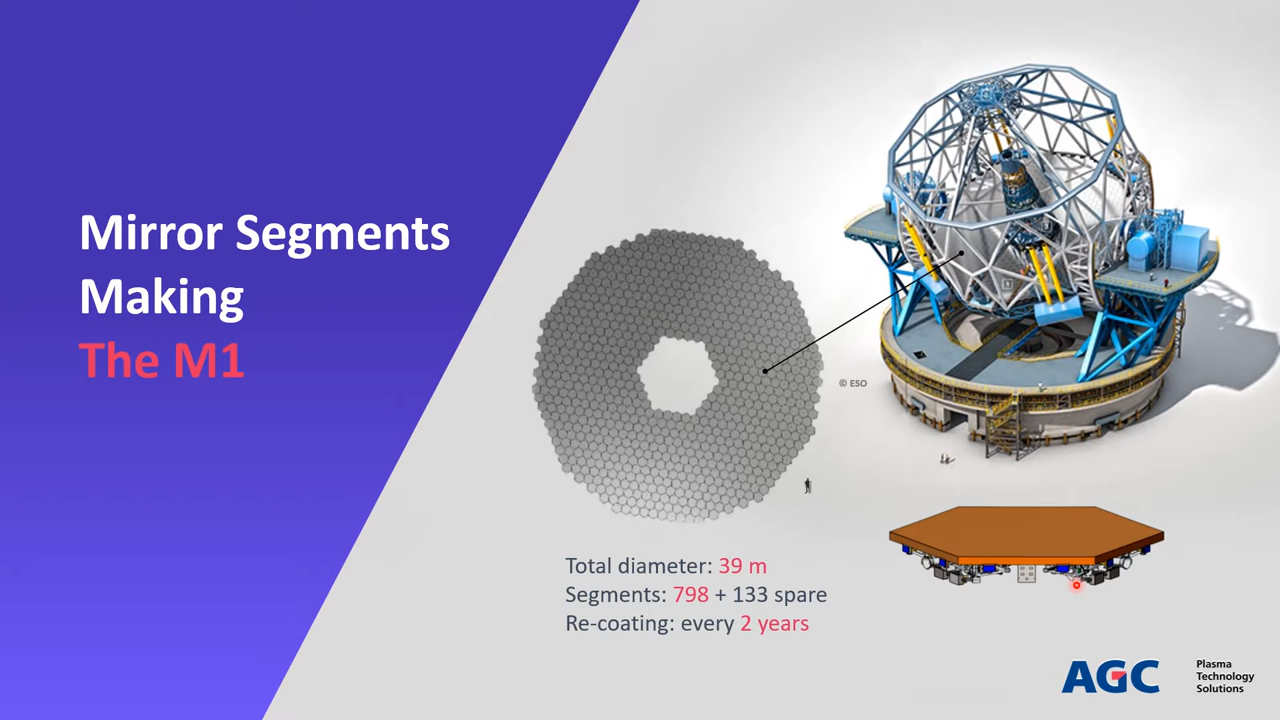 Mirror Segments
Making
The M1
© ESO
Total diameter: 39 m
Segments: 798 + 133 spare
Re-coating: every 2 years
AGC
Plasma
Technology
Solutions